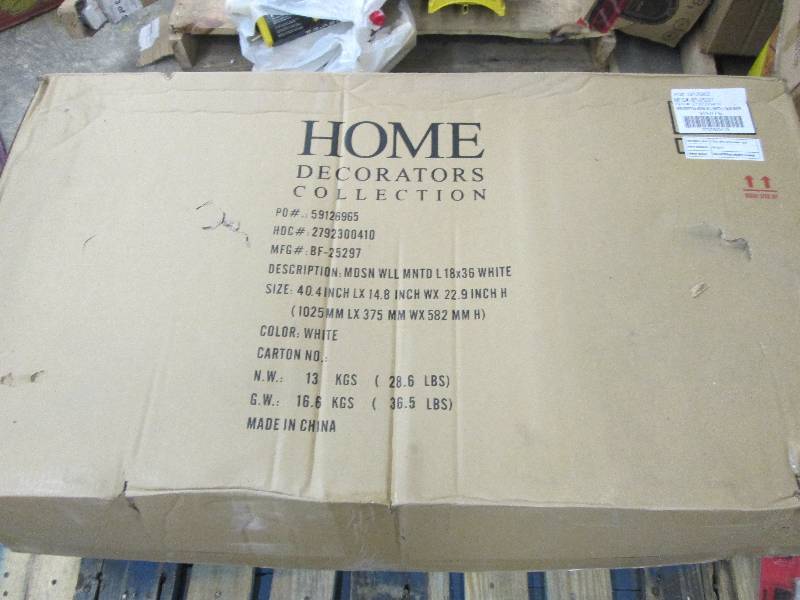 HOME
DECORATORS
COLLECTION
PO#.: 59126965
HDC#: 2792300410
MFG#: BF-25297
DESCRIPTION: MDSN WLL MNTD L 18x36 WHITE
SIZE: 40.4 INCH LX 14.8 INCH WX 22.9 INCH H
(1025 MM LX 375 MM WX 582 MM H)
COLOR: WHITE
CARTON NO.:
N.W.: 13 KGS ( 28.6 LBS)
G.W.: 16.6 KGS ( 36.5 LBS)
MADE IN CHINA